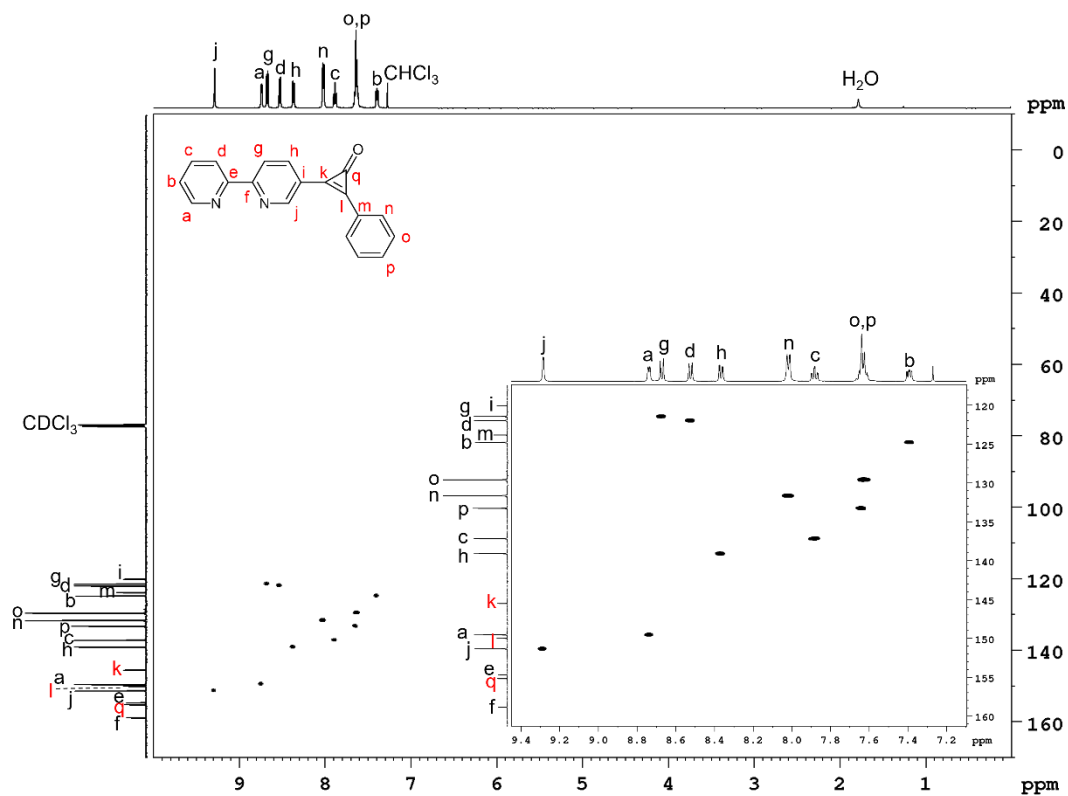 o,p
j
g
a
d
h
n
c
b
CHCl3
H2O
ppm
O
c
d
g
h
b
e
i
k
q
a
N
f
N
j
l
m
n
o
p
0
20
40
60
80
100
120
140
160
o,p
j
a
g
d
h
n
c
b
ppm
CDCl3
i
g
d
m
b
o
n
p
c
h
k
a
l
j
e
q
f
120
125
130
135
140
145
150
155
160
9.4 9.2 9.0 8.8 8.6 8.4 8.2 8.0 7.8 7.6 7.4 7.2 ppm
i
g
d
m
b
o
n
p
c
h
k
a
l
j
e
q
f
9 8 7 6 5 4 3 2 1 ppm